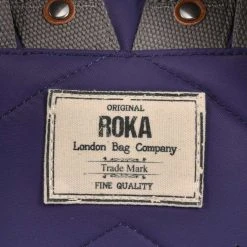 ORIGINAL
ROKA
London Bag Company
Trade Mark
FINE QUALITY